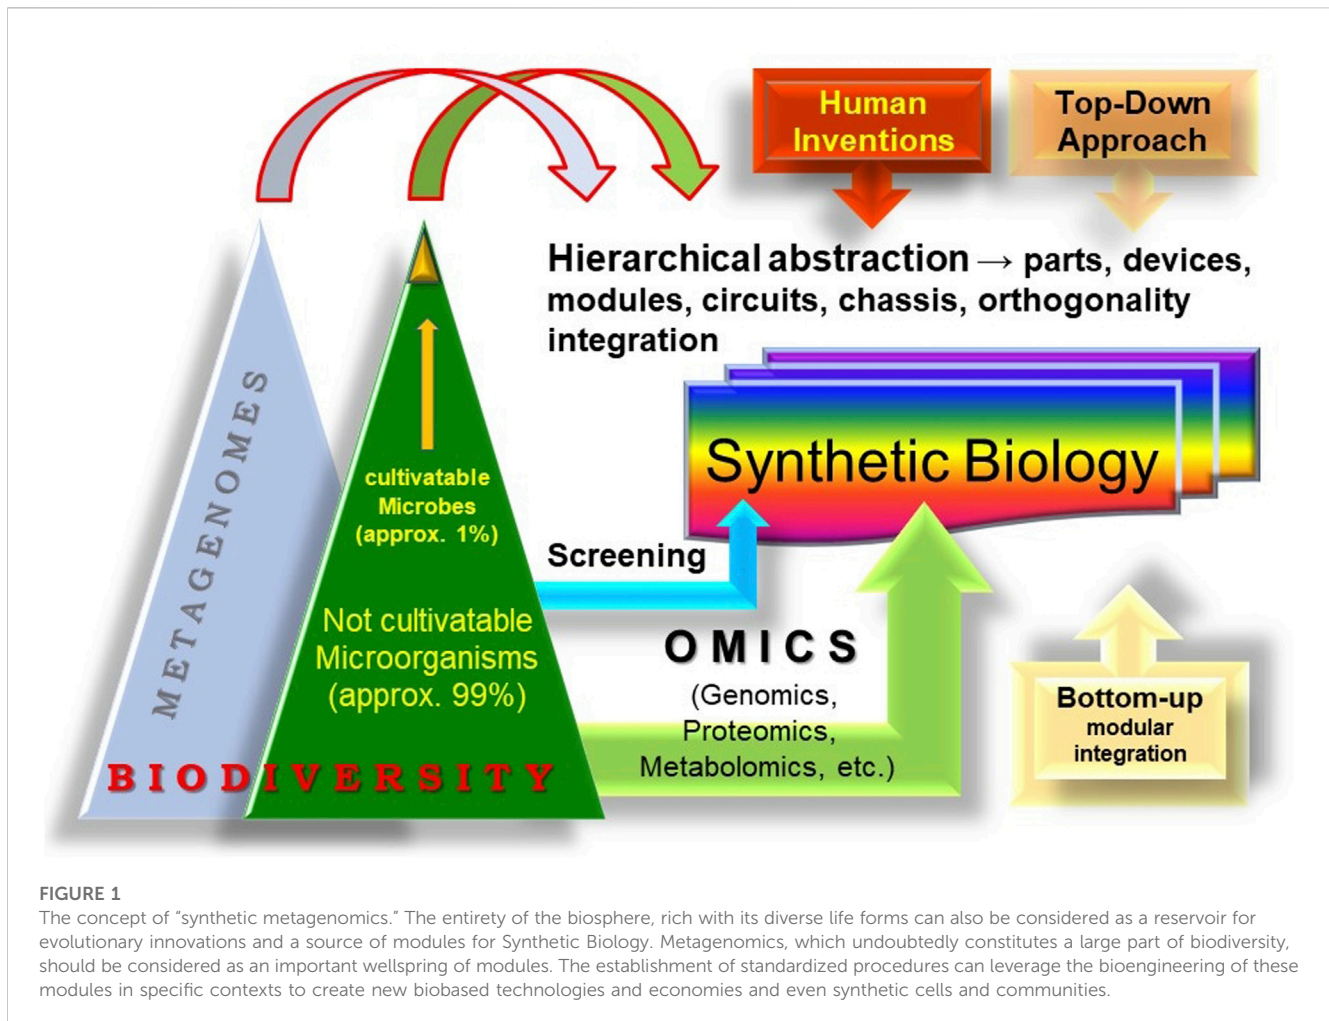 Human
Inventions
Top-Down
Approach
Hierarchical abstraction → parts, devices,
modules, circuits, chassis, orthogonality
integration
METAGENOMES
cultivatable
Microbes
(approx. 1%)
Not cultivatable
Microorganisms
(approx. 99%)
BIODIVERSITY
Synthetic Biology
Screening
OMICS
(Genomics,
Proteomics,
Metabolomics, etc.)
Bottom-up
modular
integration
FIGURE 1
The concept of “synthetic metagenomics.” The entirety of the biosphere, rich with its diverse life forms can also be considered as a reservoir for
evolutionary innovations and a source of modules for Synthetic Biology. Metagenomics, which undoubtedly constitutes a large part of biodiversity,
should be considered as an important wellspring of modules. The establishment of standardized procedures can leverage the bioengineering of these
modules in specific contexts to create new biobased technologies and economies and even synthetic cells and communities.